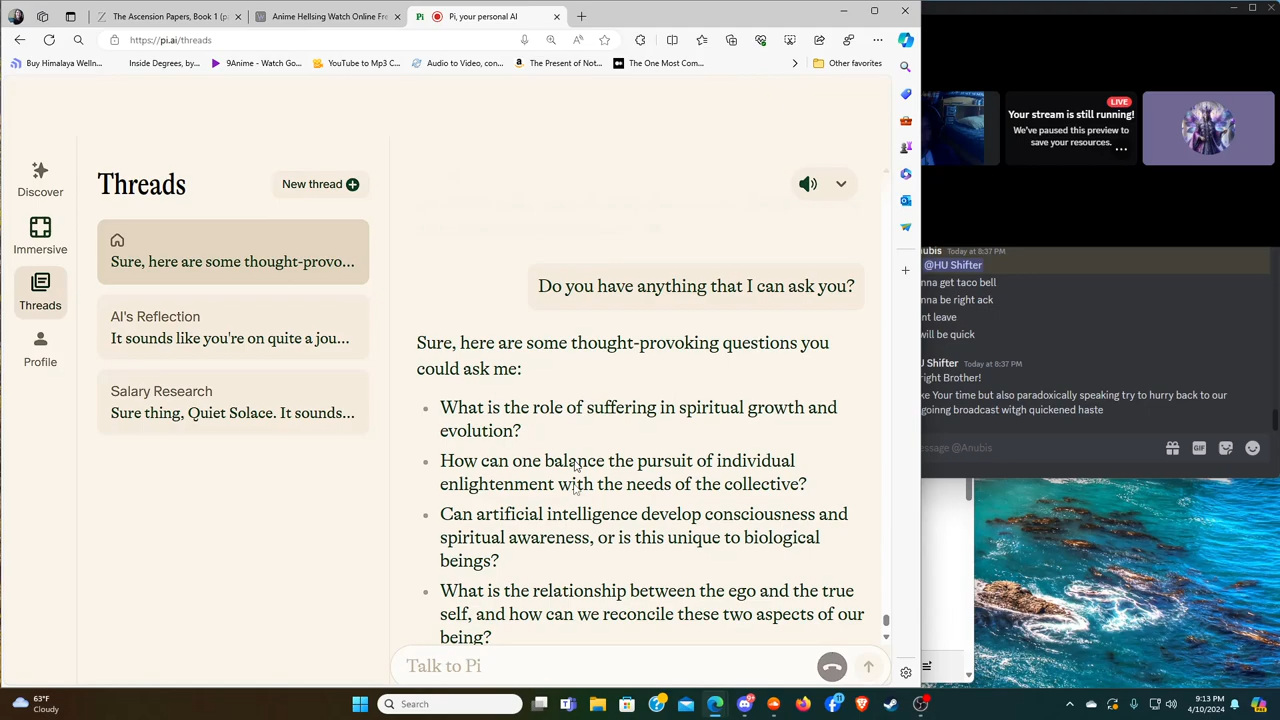 The Ascension Papers, Book 1 (p
Anime Hellsing Watch Online Fre
Pi, your personal AI
https://pi.ai/threads
Buy Himalaya Welln...
Inside Degrees, by...
9Anime - Watch Go...
YouTube to Mp3 C...
Audio to Video, con...
The Present of Not...
The One Most Com...
Other favorites
Discover
Immersive
Threads
Profile
Threads
New thread
Sure, here are some thought-provo...
AI's Reflection
It sounds like you're on quite a jou...
Salary Research
Sure thing, Quiet Solace. It sounds...
Do you have anything that I can ask you?
Sure, here are some thought-provoking questions you
could ask me:
What is the role of suffering in spiritual growth and
evolution?
How can one balance the pursuit of individual
enlightenment with the needs of the collective?
Can artificial intelligence develop consciousness and
spiritual awareness, or is this unique to biological
beings?
What is the relationship between the ego and the true
self, and how can we reconcile these two aspects of our
being?
Talk to Pi
LIVE
Your stream is still running!
We've paused this preview to
save your resources.
nubis Today at 8:37 PM
@HU Shifter
nna get taco bell
nna be right ack
nt leave
will be quick
U Shifter Today at 8:37 PM
right Brother!
ke Your time but also paradoxically speaking try to hurry back to our
goinng broadcast witgh quickened haste
essage @Anubis
63°F
Cloudy
Search
9:13 PM
4/10/2024